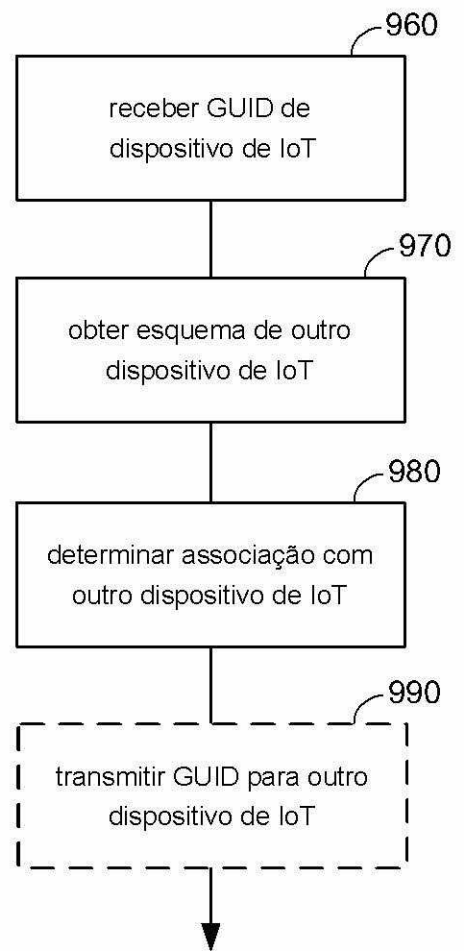 960
receber GUID de
dispositivo de IoT
970
obter esquema de outro
dispositivo de IoT
980
determinar associação com
outro dispositivo de IoT
990
transmitir GUID para outro
dispositivo de IoT